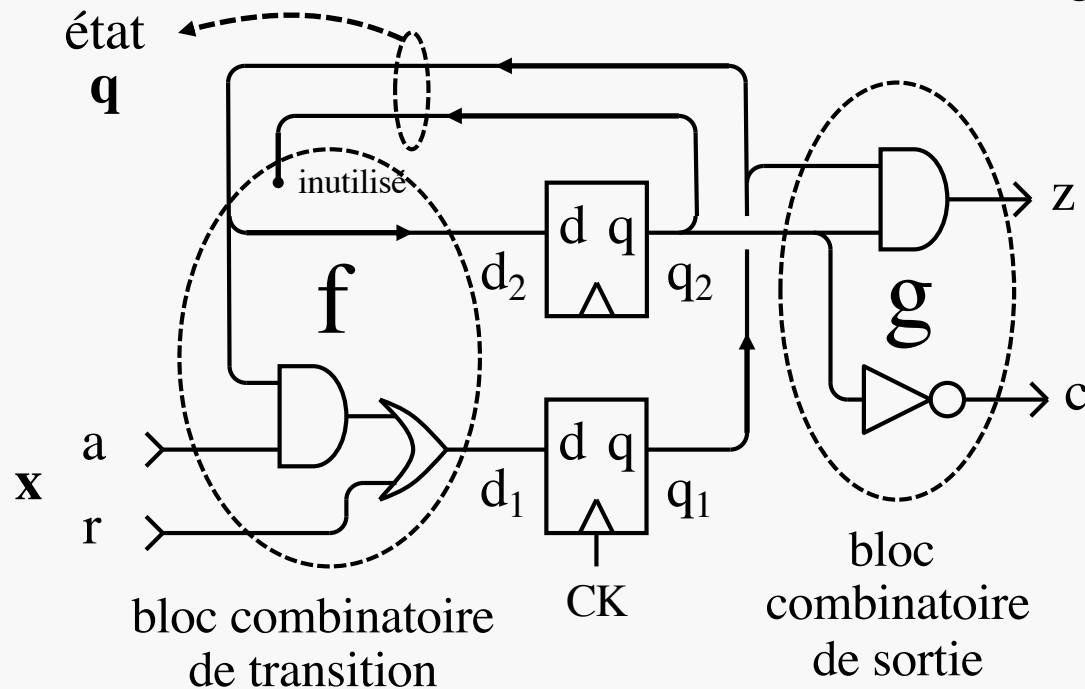 état
q
inutilisé
d q
z
d₂
q₂
f
g
a
d q
c
x
d₁
q₁
r
CK
bloc combinatoire
de transition
bloc
combinatoire
de sortie